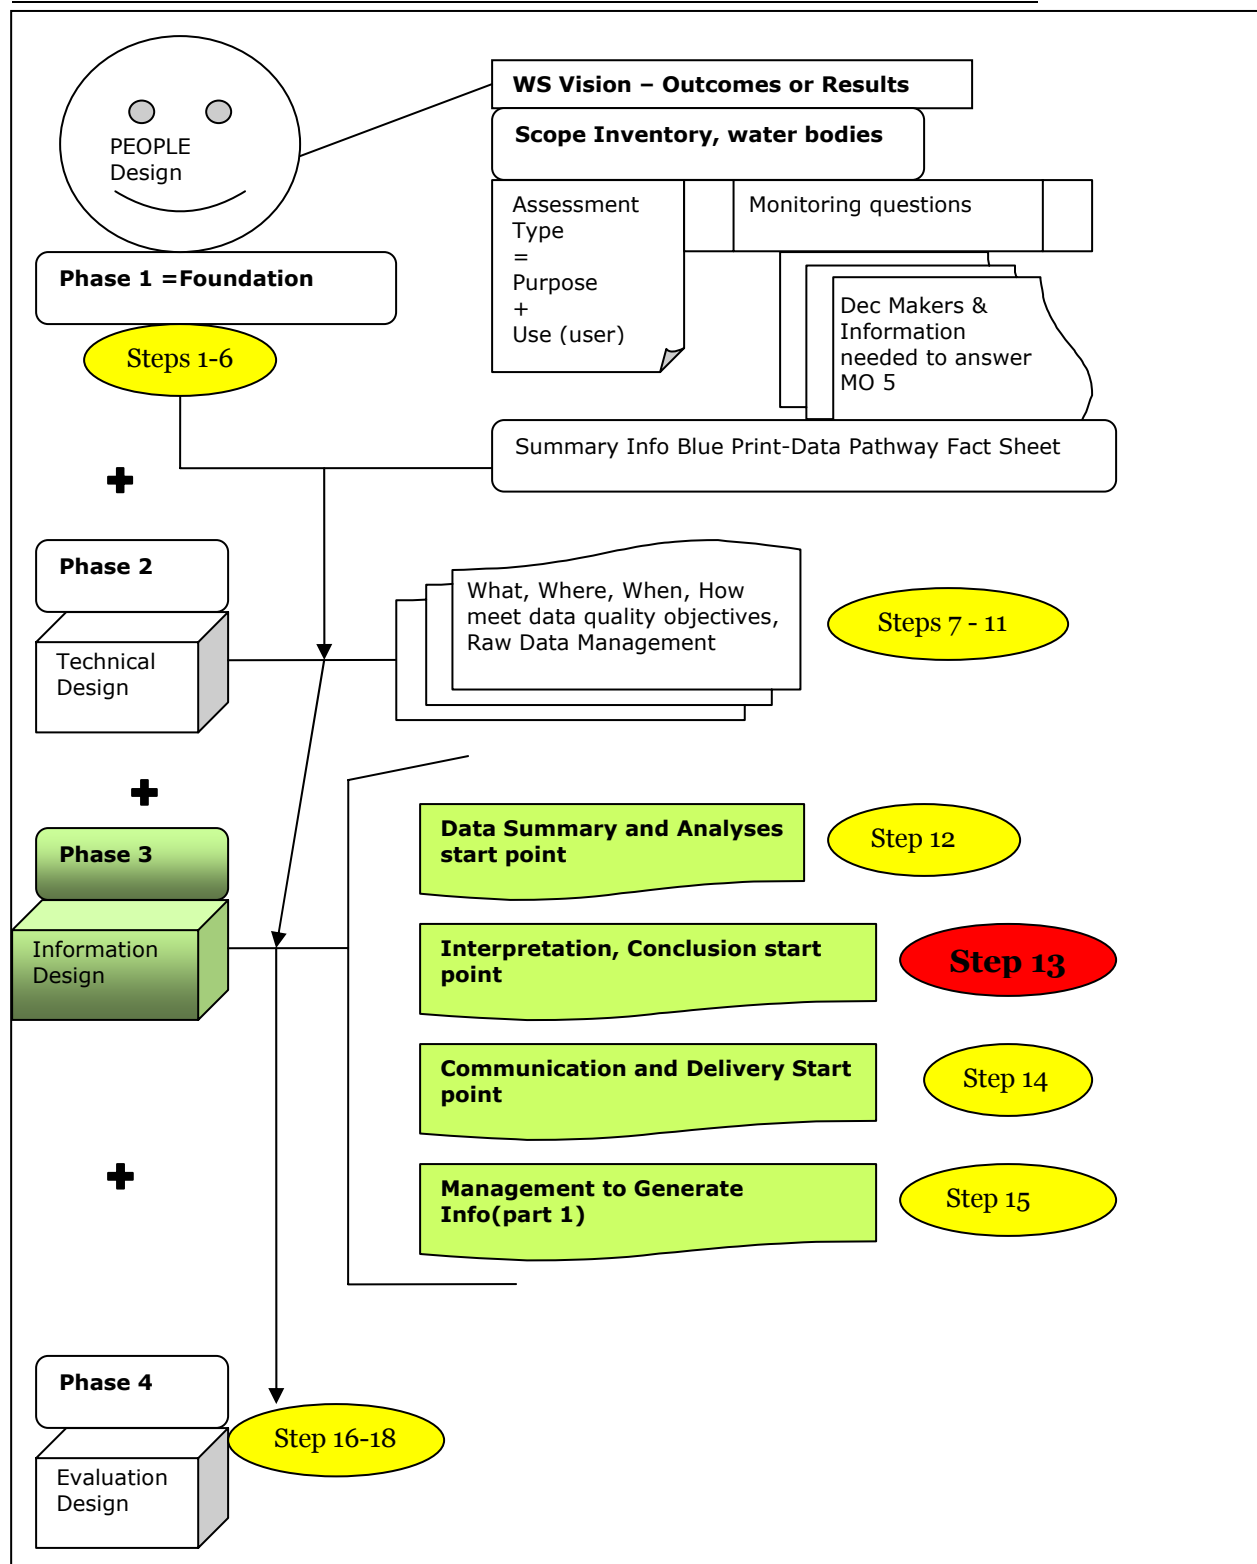 PEOPLE
Design
WS Vision – Outcomes or Results
Scope Inventory, water bodies
Assessment
Type
=
Purpose
+
Use (user)
Monitoring questions
Dec Makers &
Information
needed to answer
MO 5
Phase 1 =Foundation
Steps 1-6
Summary Info Blue Print-Data Pathway Fact Sheet
Phase 2
Technical
Design
What, Where, When, How
meet data quality objectives,
Raw Data Management
Steps 7 - 11
Phase 3
Information
Design
Data Summary and Analyses
start point
Step 12
Interpretation, Conclusion start
point
Step 13
Communication and Delivery Start
point
Step 14
Management to Generate
Info(part 1)
Step 15
Phase 4
Evaluation
Design
Step 16-18